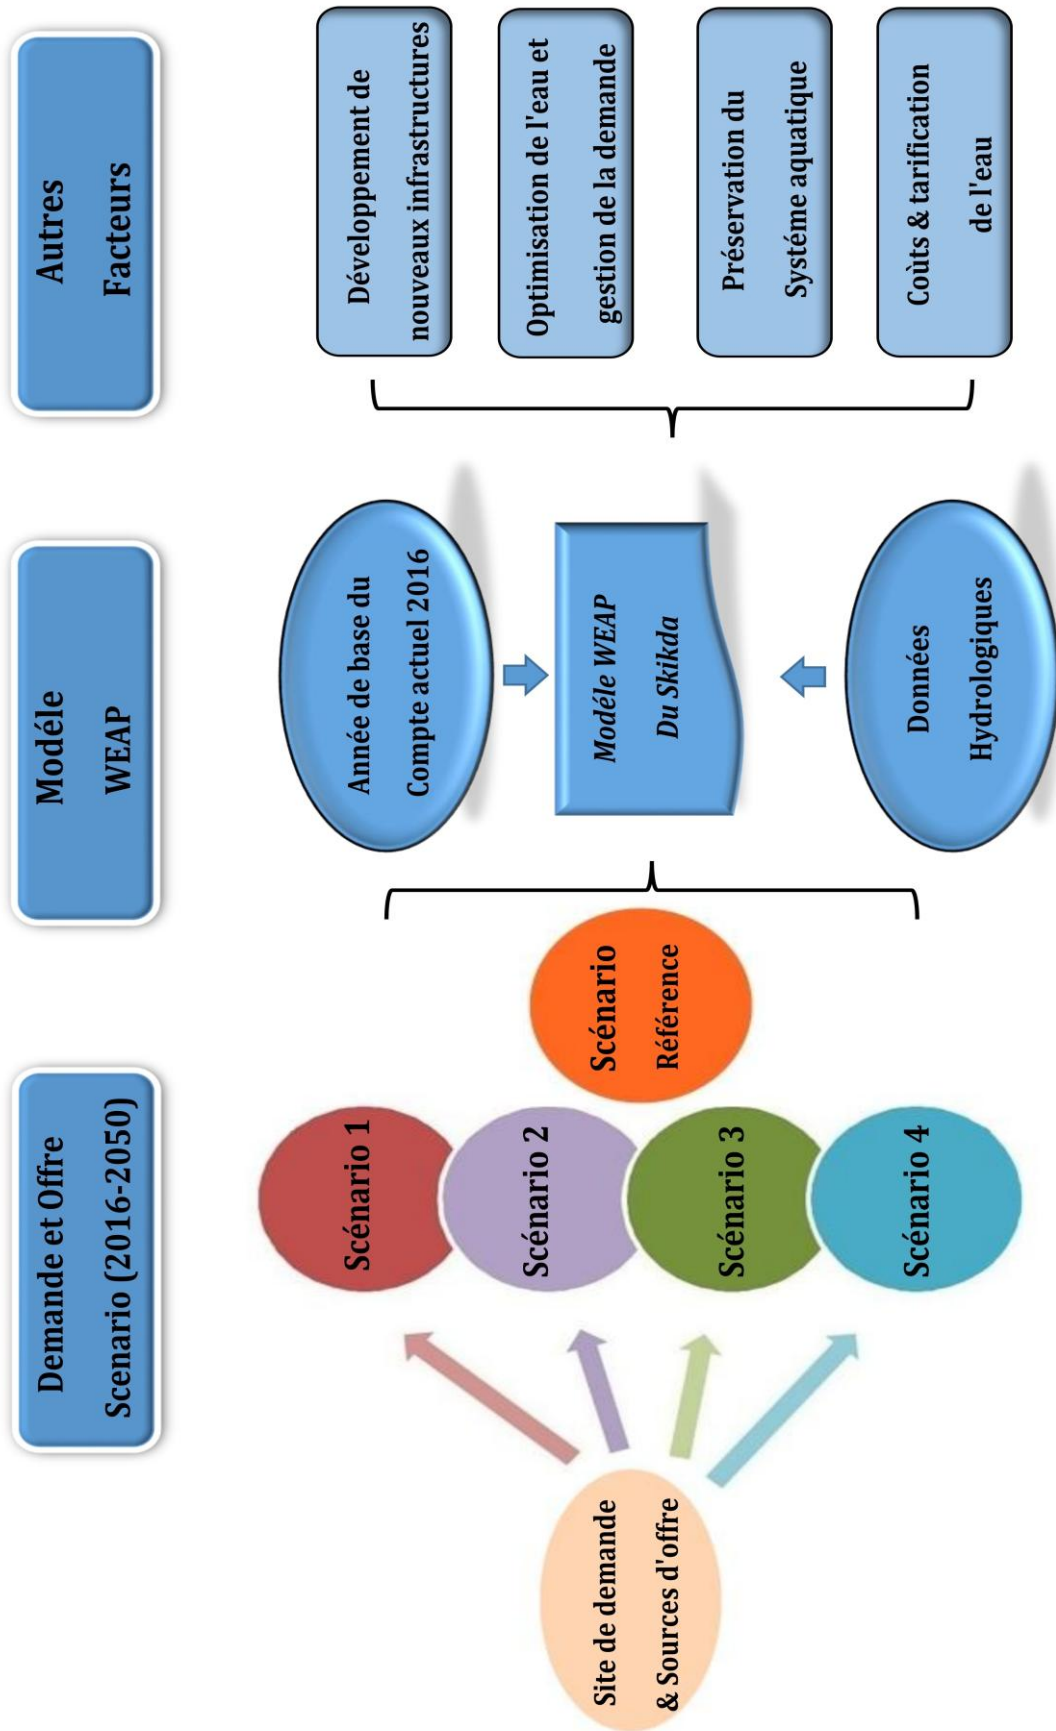 Demande et Offre
Scenario (2016-2050)
Modéle
WEAP
Autres
Facteurs
Site de demande
& Sources d'offre
Scénario 1
Scénario 2
Scénario 3
Scénario 4
Scénario
Référence
Année de base du
Compte actuel 2016
Modéle WEAP
Du Skikda
Données
Hydrologiques
Développement de
nouveaux infrastructures
Optimisation de l'eau et
gestion de la demande
Préservation du
Systéme aquatique
Coùts & tarification
de l'eau